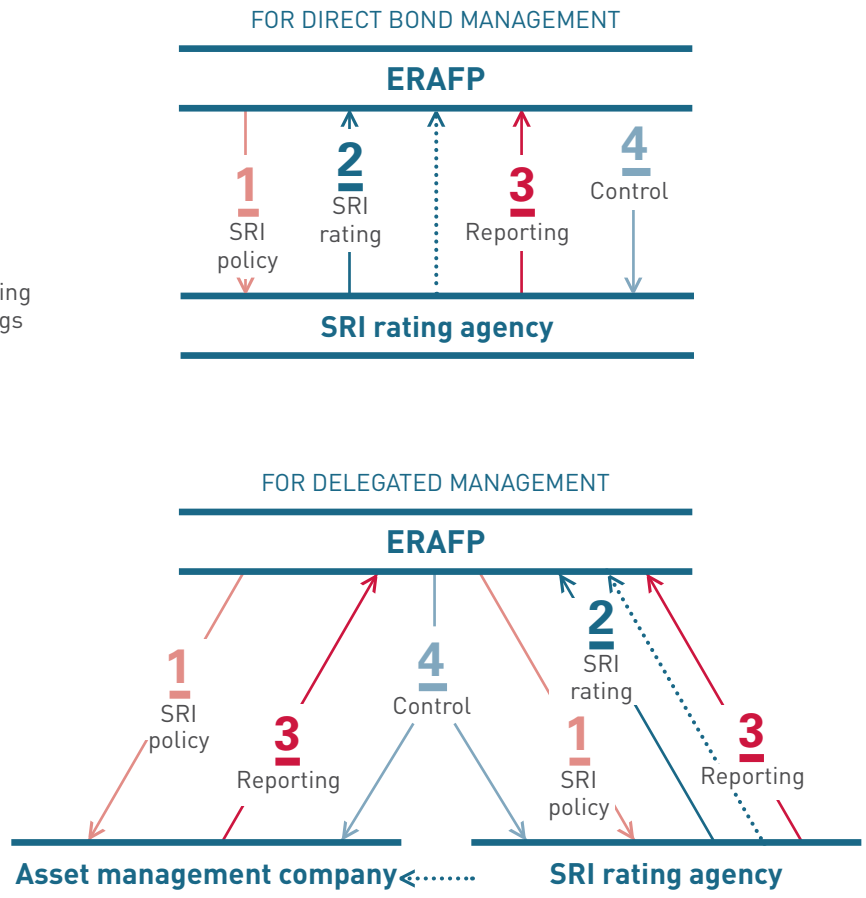 FOR DIRECT BOND MANAGEMENT
ERAFP
1
SRI
policy
2
SRI
rating
3
Reporting
4
Control
ing
gs
SRI rating agency
FOR DELEGATED MANAGEMENT
ERAFP
1
SRI
policy
3
Reporting
4
Control
1
SRI
policy
2
SRI
rating
3
Reporting
Asset management company
SRI rating agency